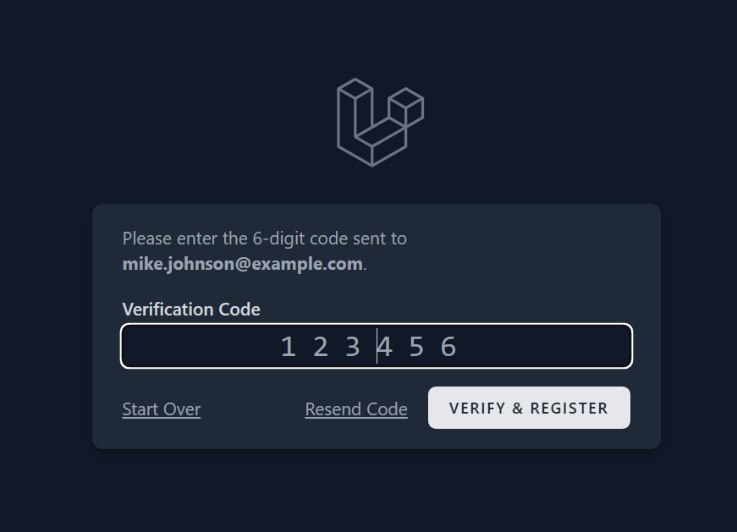 Please enter the 6-digit code sent to
mike.johnson@example.com.
Verification Code
1 2 3 4 5 6
Start Over
Resend Code
VERIFY & REGISTER